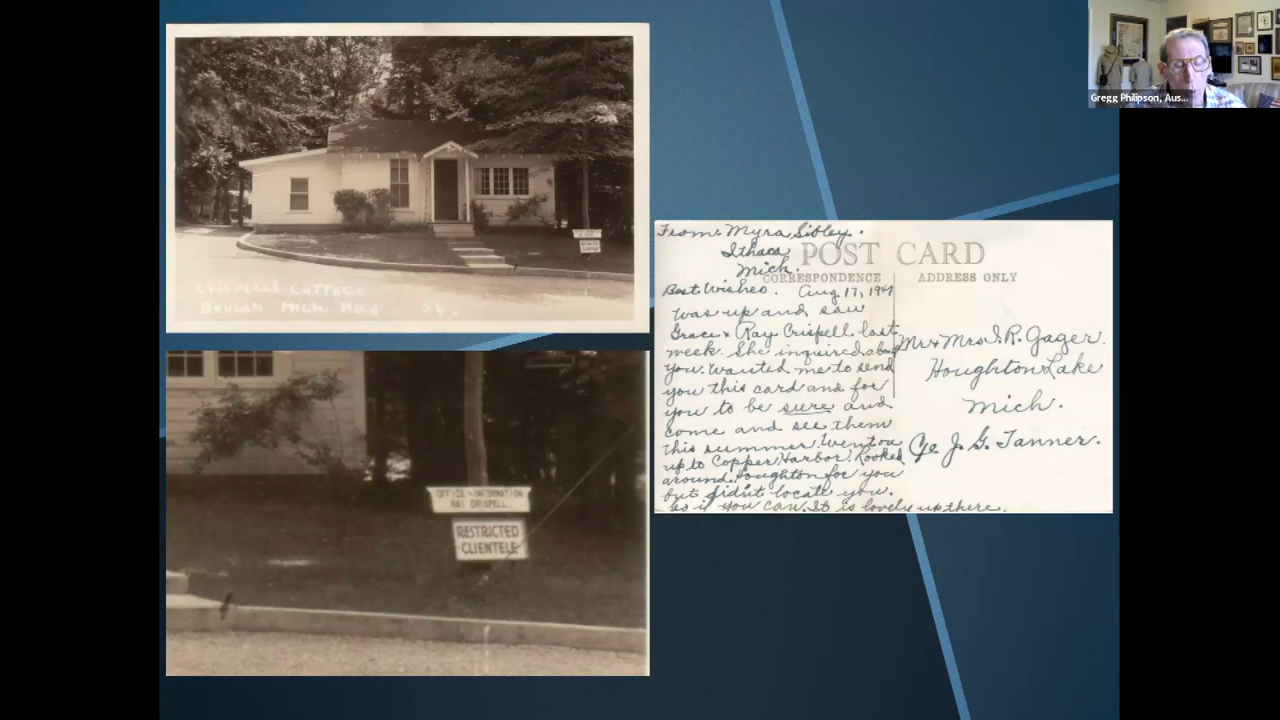 Crispell's Cottage
Beulah Mich.
OFFICE - INFORMATION
RAY CRISPELL
RESTRICTED
CLIENTELE
From: Myra Sibley.
Ithaca
Mich.
POST CARD
CORRESPONDENCE
ADDRESS ONLY
Best Wishes. Aug 17, 1947
Was up and saw
Grace & Ray Crispell last
week. She inquired about
you. Wanted me to send
you this card and for
you to be sure and
come and see them
this summer. Went on
up to Copper Harbor. Looked
around Houghton for you
but didn't locate you.
Go if you can. It is lovely up there.
Mr & Mrs. R. Gager.
Houghton Lake
Mich.
℅ J. G. Tanner.
Gregg Philipson, Aus...